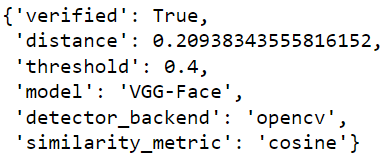 {'verified': True,
'distance': 0.20938343555816152,
'threshold': 0.4,
'model': 'VGG-Face',
'detector_backend': 'opencv',
'similarity_metric': 'cosine'}